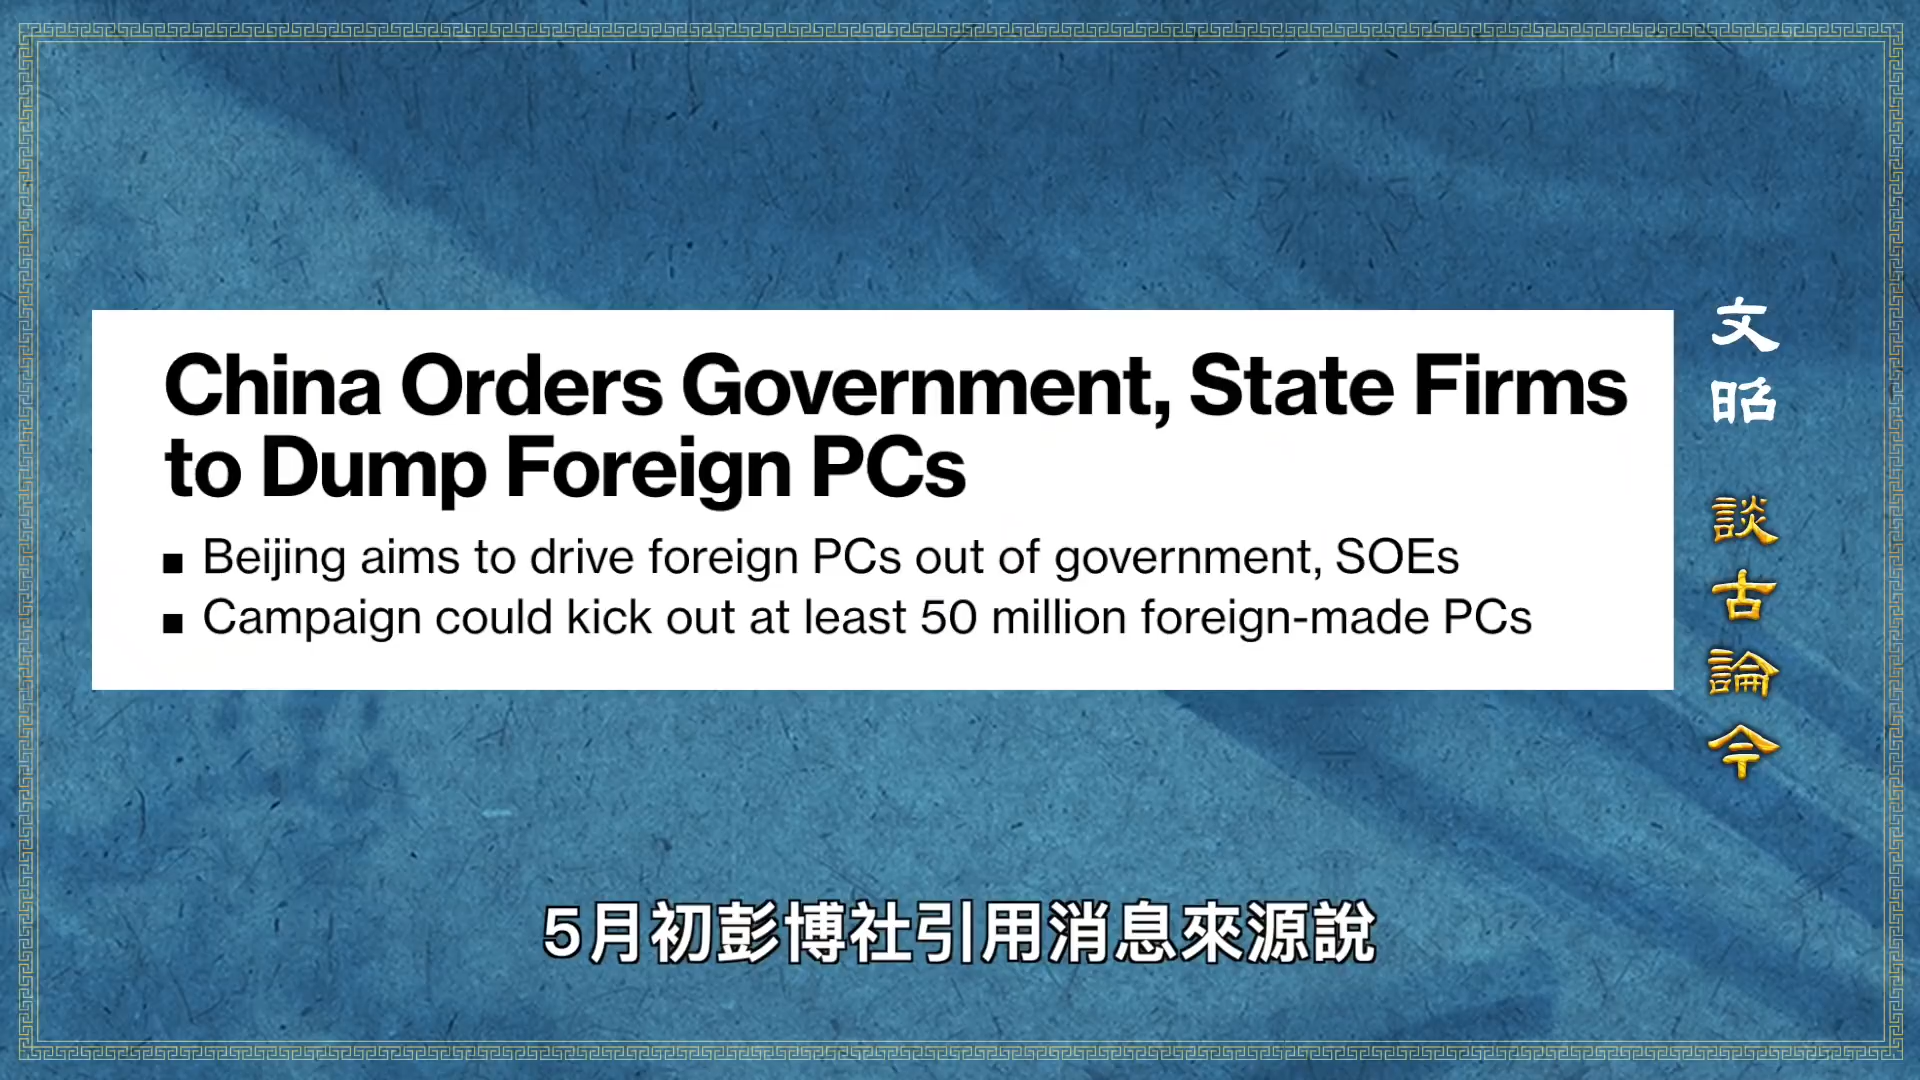 China Orders Government, State Firms
to Dump Foreign PCs
■ Beijing aims to drive foreign PCs out of government, SOEs
■ Campaign could kick out at least 50 million foreign-made PCs
文昭
談古論今
5月初彭博社引用消息來源說